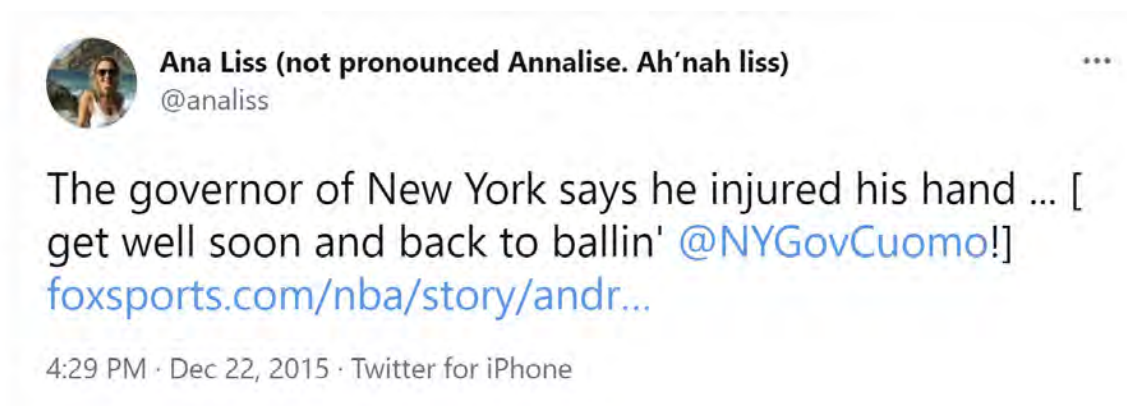 Ana Liss (not pronounced Annalise. Ah'nah liss)
@analiss
The governor of New York says he injured his hand ... [
get well soon and back to ballin' @NYGovCuomo!]
foxsports.com/nba/story/andr...
4:29 PM · Dec 22, 2015 · Twitter for iPhone